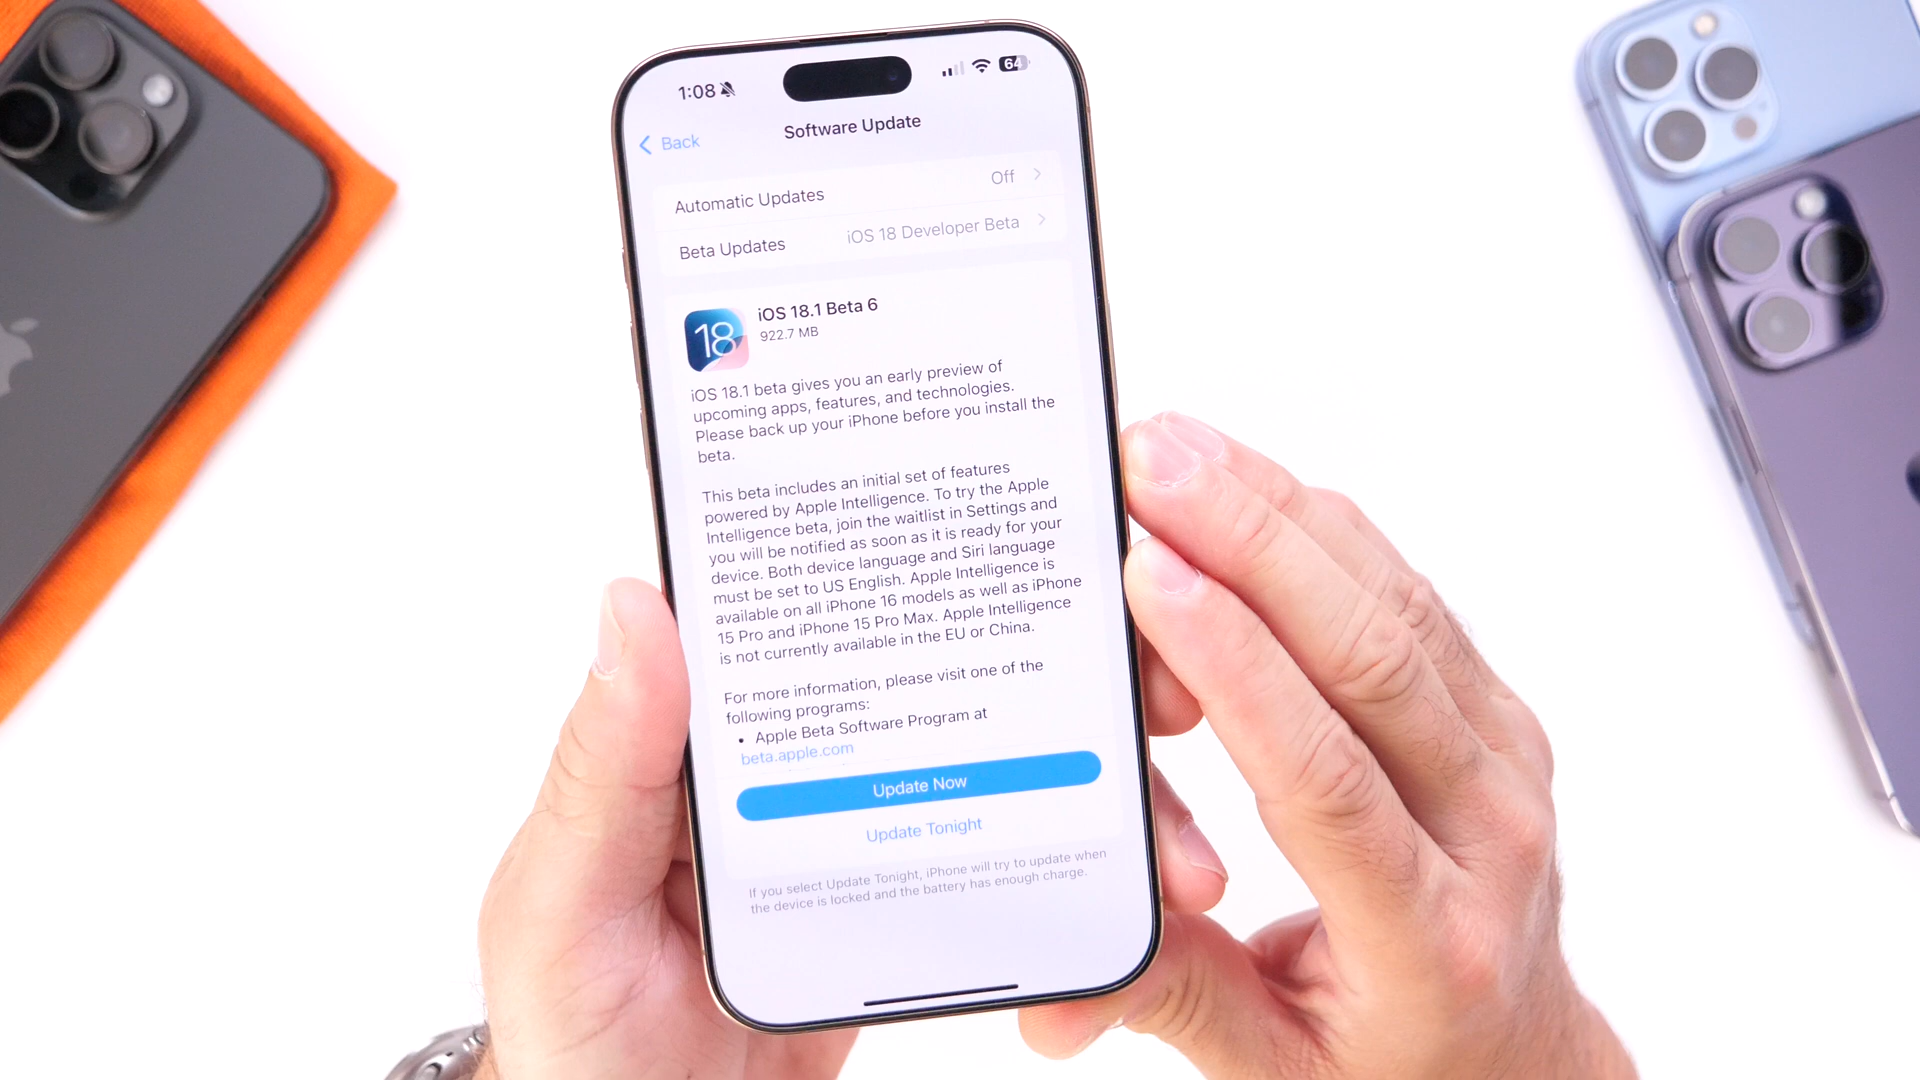 1:08
64
Back
Software Update
Automatic Updates
Off
Beta Updates
iOS 18 Developer Beta
18
iOS 18.1 Beta 6
922.7 MB
iOS 18.1 beta gives you an early preview of
upcoming apps, features, and technologies.
Please back up your iPhone before you install the
beta.
This beta includes an initial set of features
powered by Apple Intelligence. To try the Apple
Intelligence beta, join the waitlist in Settings and
you will be notified as soon as it is ready for your
device. Both device language and Siri language
must be set to US English. Apple Intelligence is
available on all iPhone 16 models as well as iPhone
15 Pro and iPhone 15 Pro Max. Apple Intelligence
is not currently available in the EU or China.
For more information, please visit one of the
following programs:
• Apple Beta Software Program at
beta.apple.com
Update Now
Update Tonight
If you select Update Tonight, iPhone will try to update when
the device is locked and the battery has enough charge.